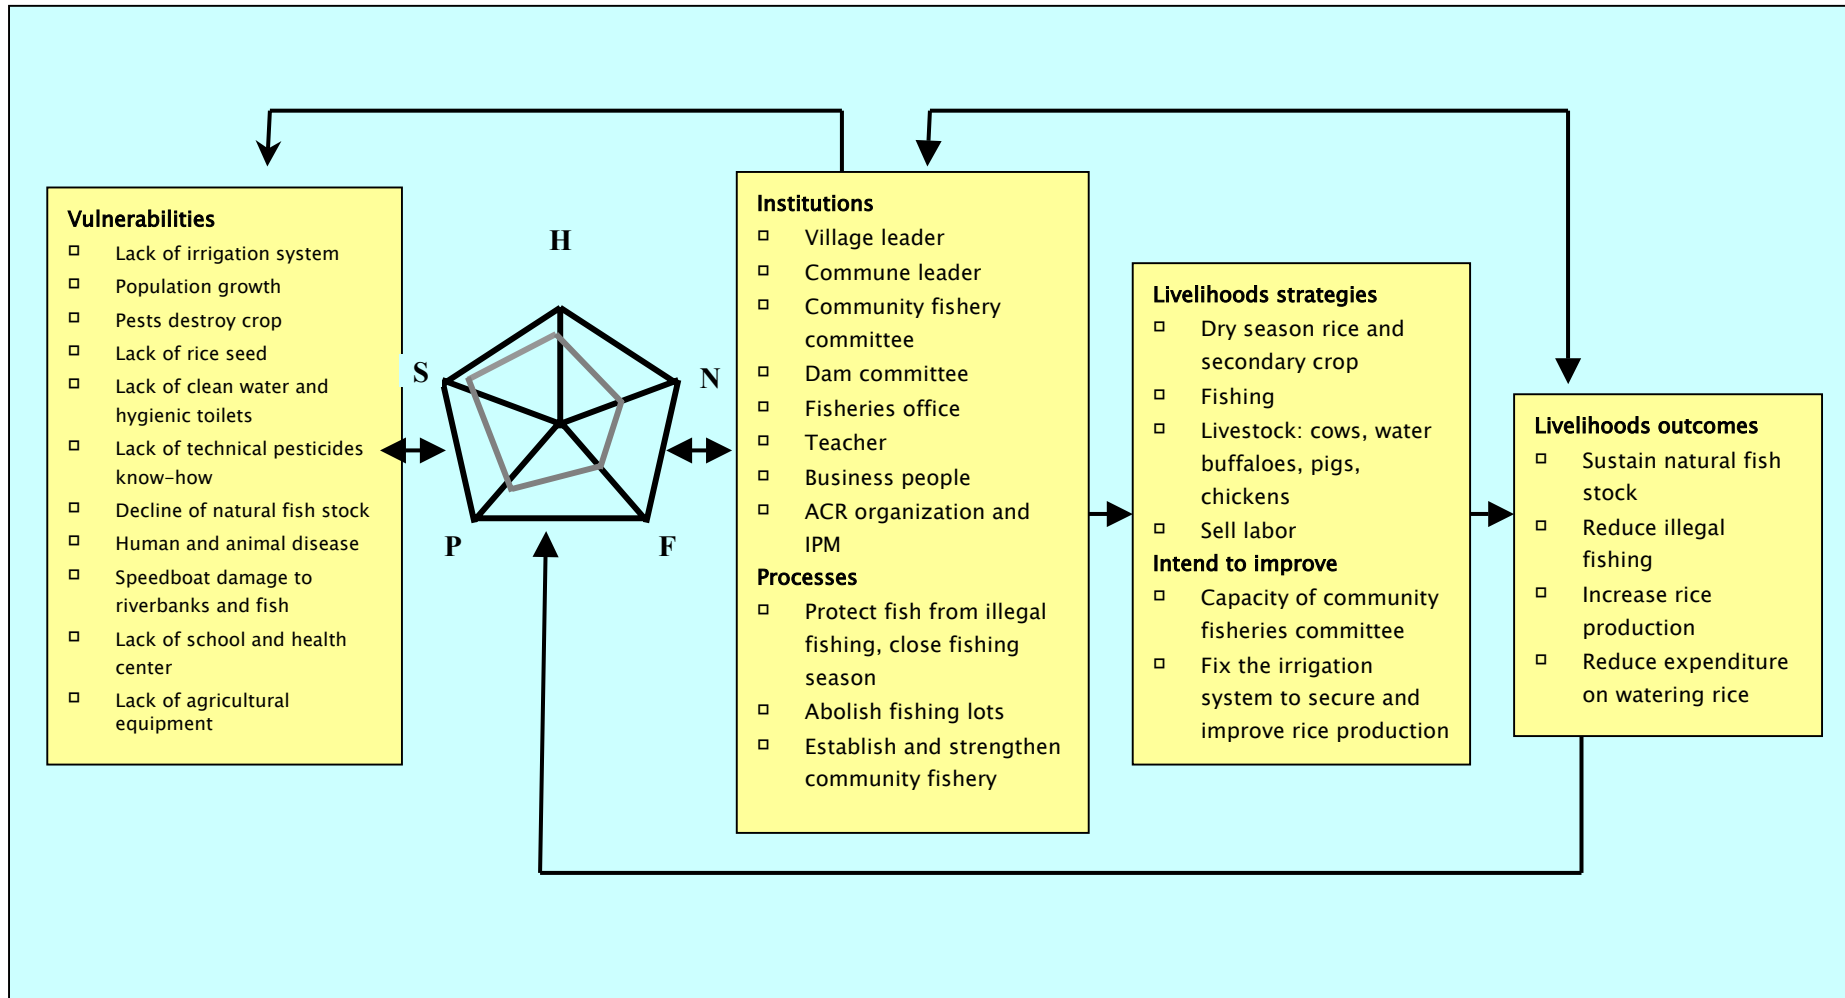 Vulnerabilities
Lack of irrigation system
Population growth
Pests destroy crop
Lack of rice seed
Lack of clean water and
hygienic toilets
Lack of technical pesticides
know-how
Decline of natural fish stock
Human and animal disease
Speedboat damage to
riverbanks and fish
Lack of school and health
center
Lack of agricultural
equipment
H
S
N
P
F
Institutions
Village leader
Commune leader
Community fishery
committee
Dam committee
Fisheries office
Teacher
Business people
ACR organization and
IPM
Processes
Protect fish from illegal
fishing, close fishing
season
Abolish fishing lots
Establish and strengthen
community fishery
Livelihoods strategies
Dry season rice and
secondary crop
Fishing
Livestock: cows, water
buffaloes, pigs,
chickens
Sell labor
Intend to improve
Capacity of community
fisheries committee
Fix the irrigation
system to secure and
improve rice production
Livelihoods outcomes
Sustain natural fish
stock
Reduce illegal
fishing
Increase rice
production
Reduce expenditure
on watering rice